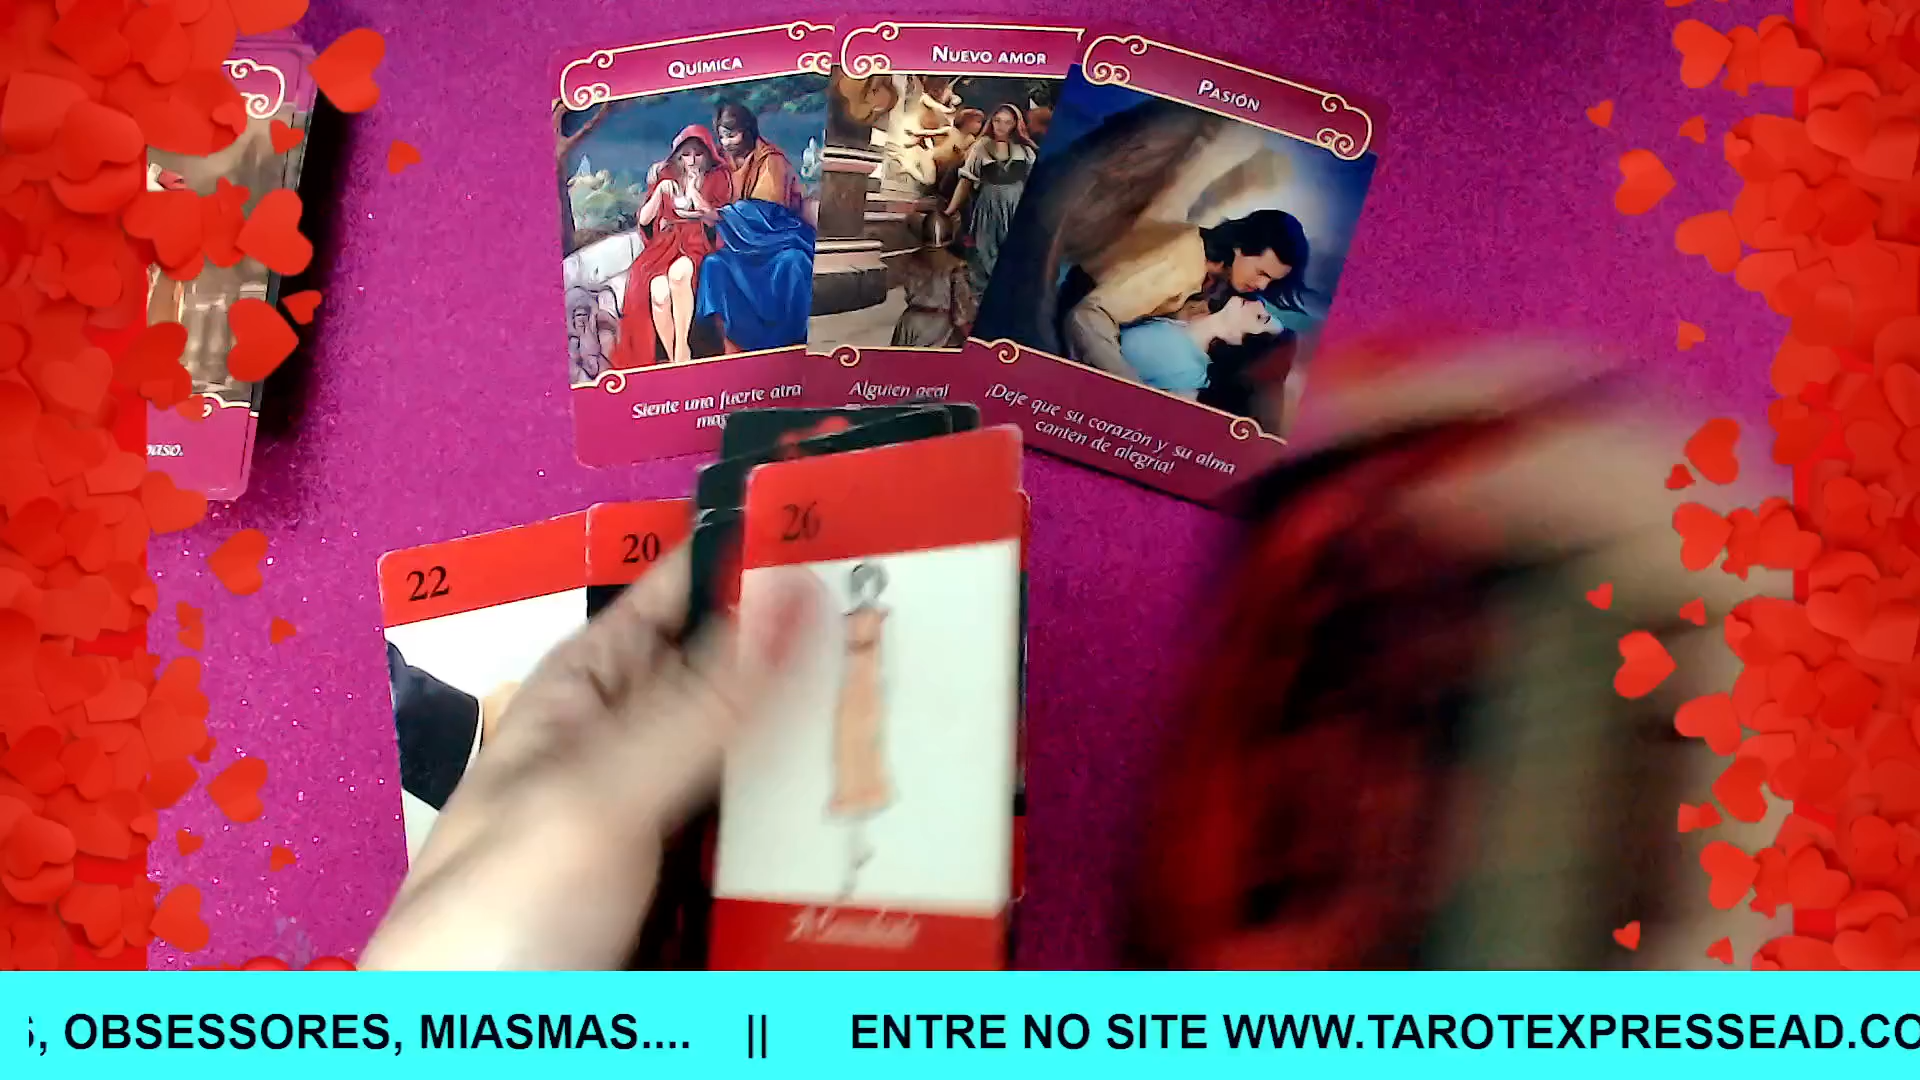 QUÍMICA
NUEVO AMOR
PASIÓN
Siente una fuerte atra
Alguien
¡Deje que su corazón y su alma
canten de alegría!
22
20
26
, OBSESSORES, MIASMAS.... || ENTRE NO SITE WWW.TAROTEXPRESSEAD.CO